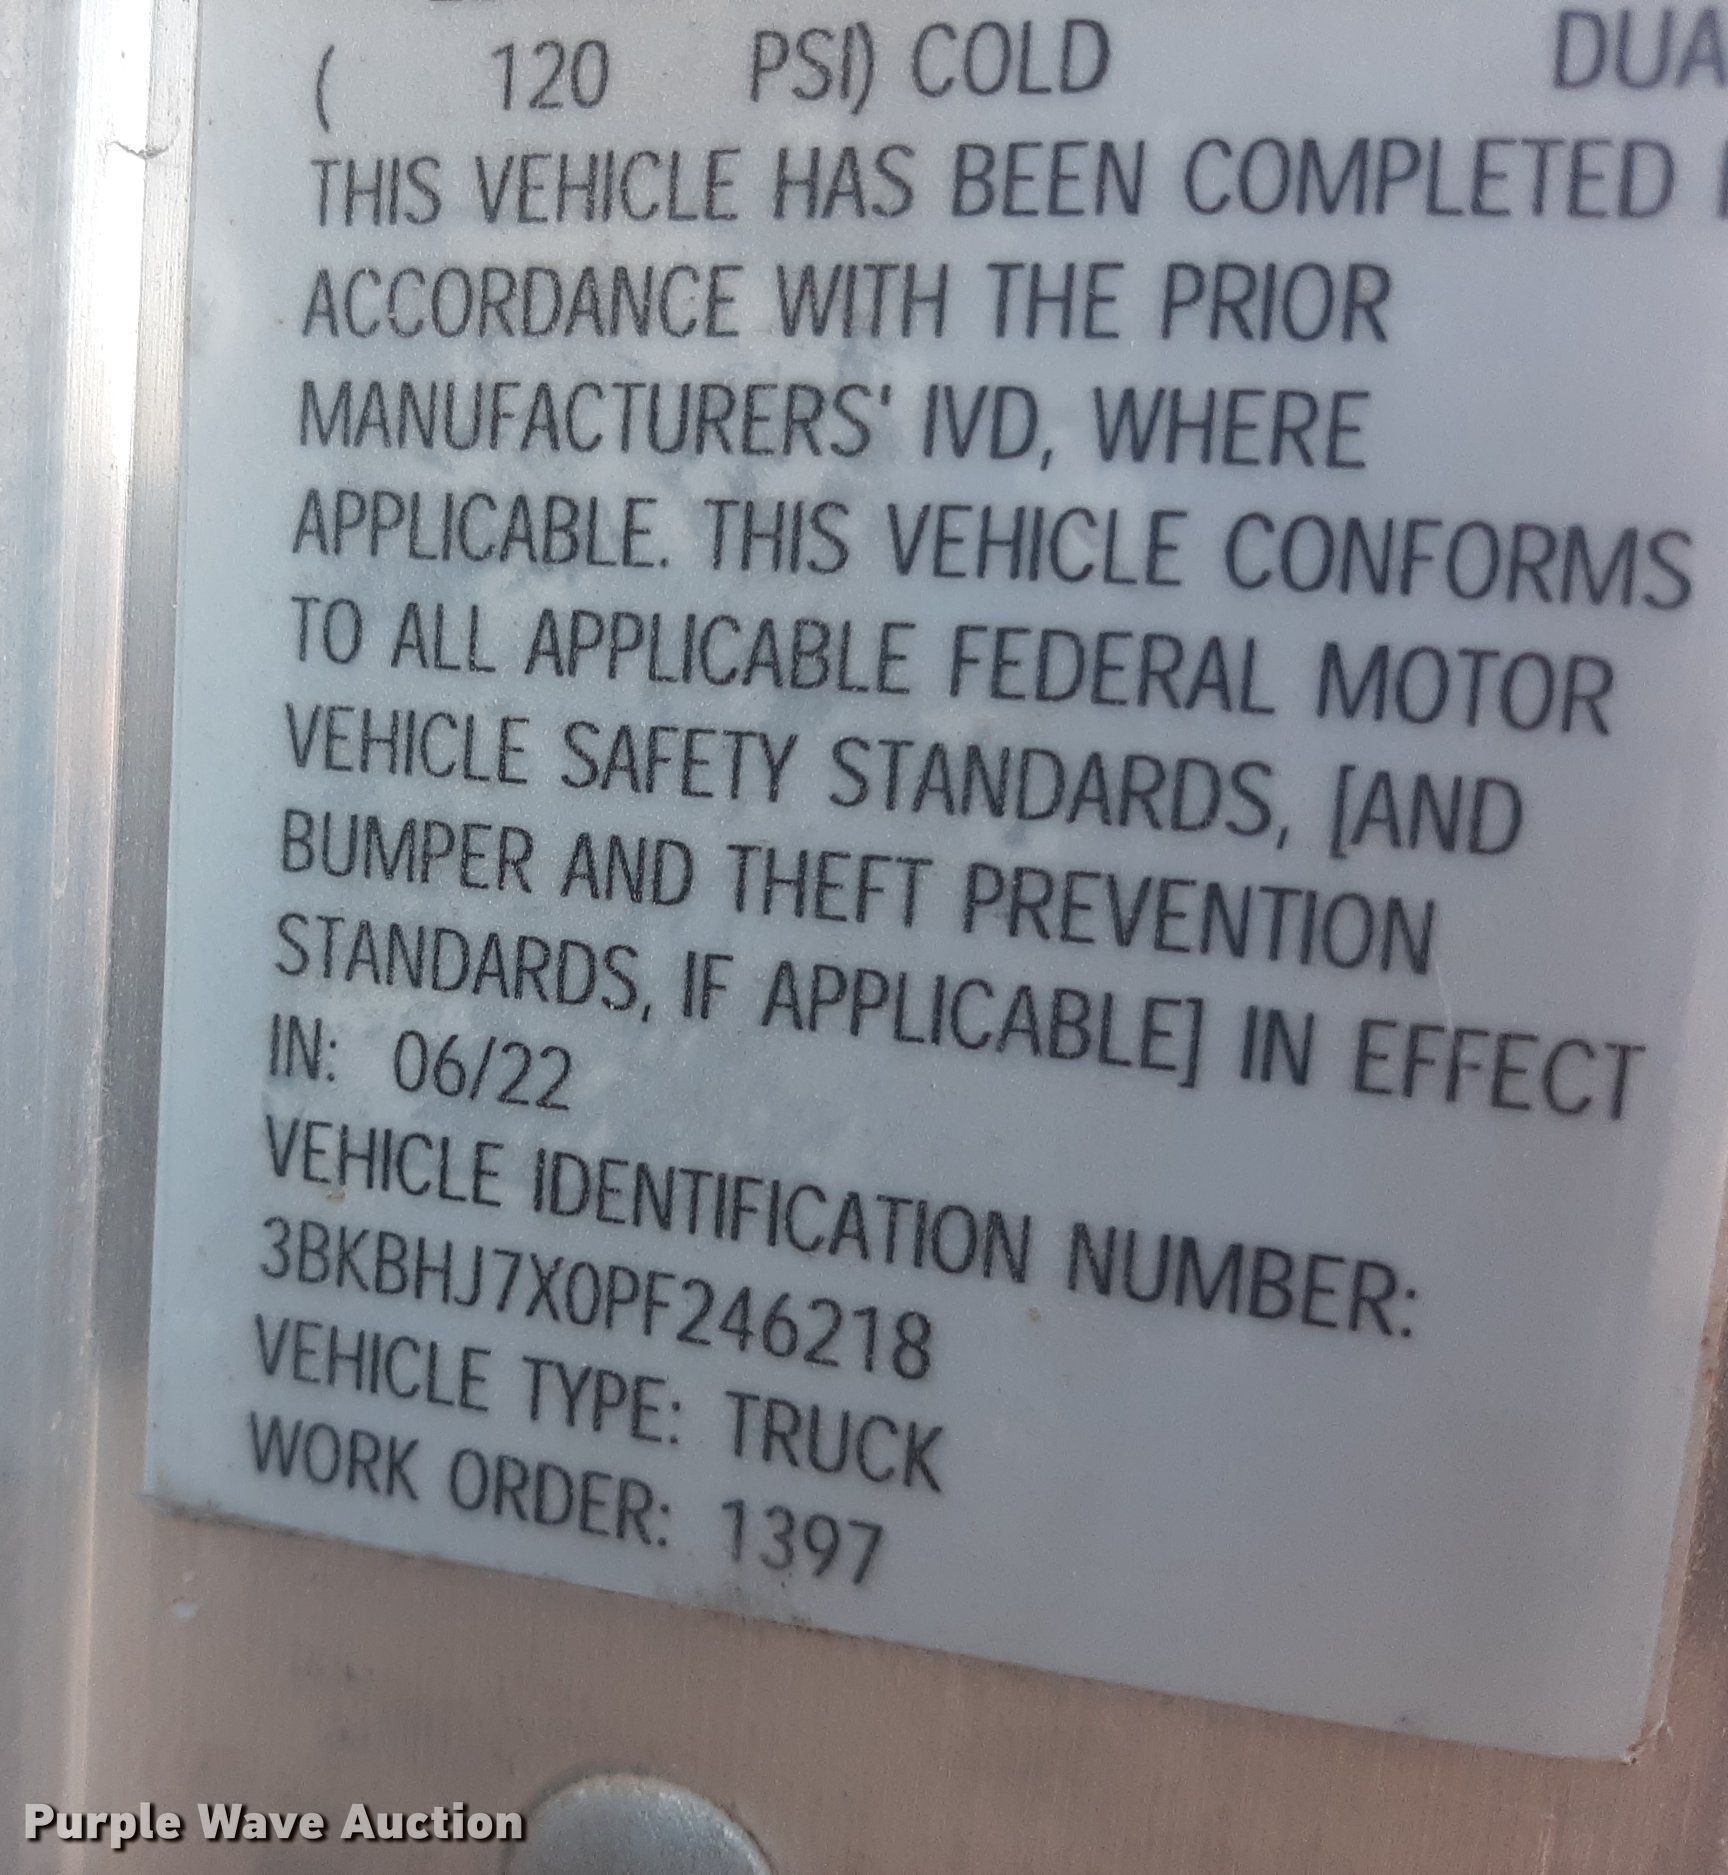 ( 120 PSI) COLD DUA
THIS VEHICLE HAS BEEN COMPLETED
ACCORDANCE WITH THE PRIOR
MANUFACTURERS' IVD, WHERE
APPLICABLE. THIS VEHICLE CONFORMS
TO ALL APPLICABLE FEDERAL MOTOR
VEHICLE SAFETY STANDARDS, [AND
BUMPER AND THEFT PREVENTION
STANDARDS, IF APPLICABLE] IN EFFECT
IN: 06/22
VEHICLE IDENTIFICATION NUMBER:
3BKBHJ7X0PF246218
VEHICLE TYPE: TRUCK
WORK ORDER: 1397
Purple Wave Auction